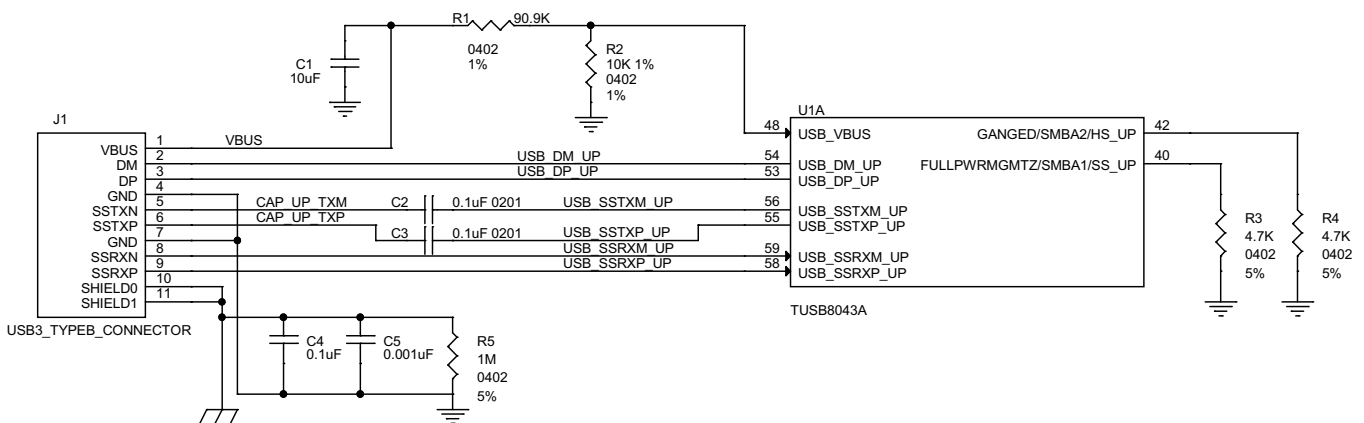 R1
90.9K
0402
1%
C1
10uF
R2
10K 1%
0402
1%
J1
U1A
VBUS
1
VBUS
48
USB_VBUS
GANGED/SMBA2/HS_UP
42
DM
2
USB_DM_UP
54
USB_DM_UP
FULLPWRMGMTZ/SMBA1/SS_UP
40
DP
3
USB_DP_UP
53
USB_DP_UP
GND
4
SSTXN
5
CAP_UP_TXM
C2
0.1uF 0201
USB_SSTXM_UP
56
USB_SSTXM_UP
SSTXP
6
CAP_UP_TXP
55
USB_SSTXP_UP
GND
7
C3
0.1uF 0201
USB_SSTXP_UP
SSRXN
8
USB_SSRXM_UP
59
USB_SSRXM_UP
SSRXP
9
USB_SSRXP_UP
58
USB_SSRXP_UP
SHIELD0
10
SHIELD1
11
USB3_TYPEB_CONNECTOR
TUSB8043A
R3
4.7K
0402
5%
R4
4.7K
0402
5%
C4
0.1uF
C5
0.001uF
R5
1M
0402
5%